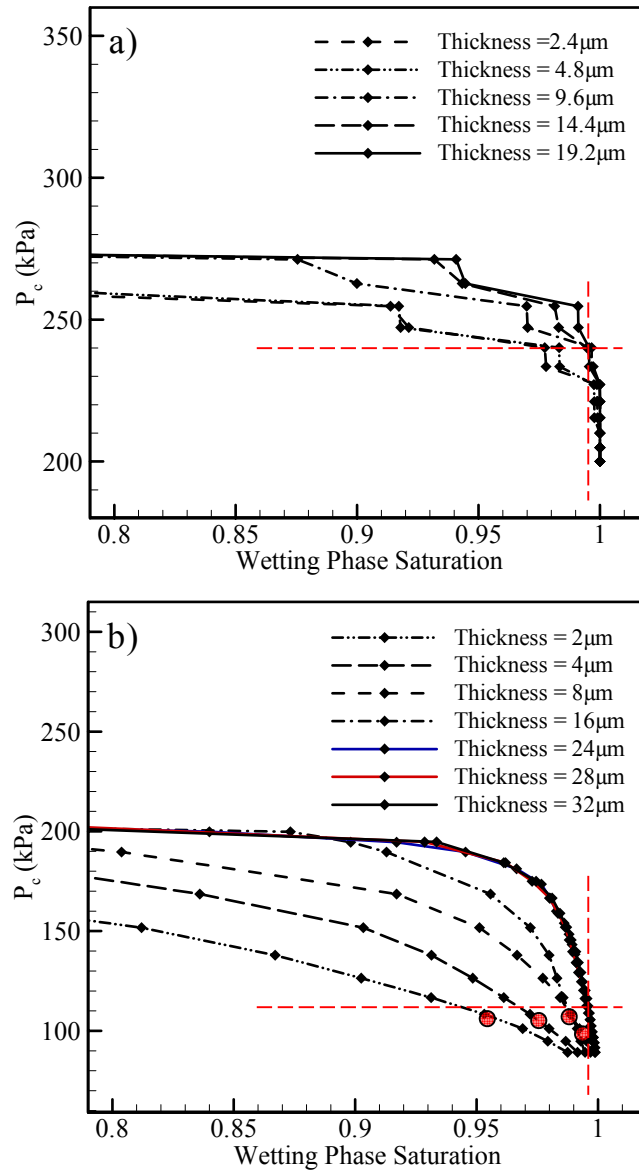 a)
Thickness =2.4μm
Thickness = 4.8μm
Thickness = 9.6μm
Thickness = 14.4μm
Thickness = 19.2μm
350
300
250
200
P_c (kPa)
0.8 0.85 0.9 0.95 1
Wetting Phase Saturation
b)
Thickness = 2μm
Thickness = 4μm
Thickness = 8μm
Thickness = 16μm
Thickness = 24μm
Thickness = 28μm
Thickness = 32μm
300
250
200
150
100
P_c (kPa)
0.8 0.85 0.9 0.95 1
Wetting Phase Saturation